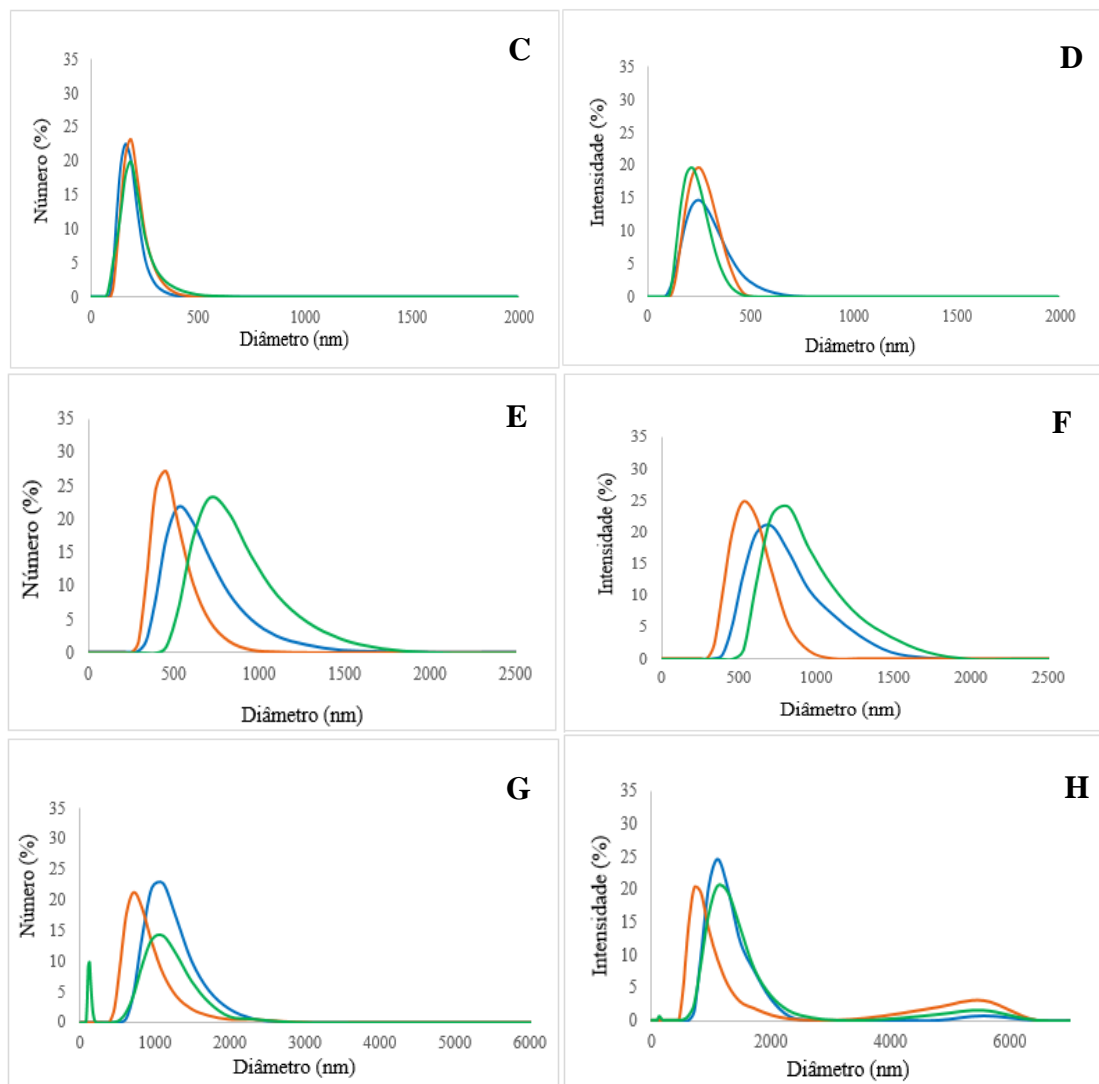 C
Número (%)
35
30
25
20
15
10
5
0
0 500 1000 1500 2000
Diâmetro (nm)
D
Intensidade (%)
35
30
25
20
15
10
5
0
0 500 1000 1500 2000
Diâmetro (nm)
E
Número (%)
35
30
25
20
15
10
5
0
0 500 1000 1500 2000 2500
Diâmetro (nm)
F
Intensidade (%)
35
30
25
20
15
10
5
0
0 500 1000 1500 2000 2500
Diâmetro (nm)
G
Número (%)
35
30
25
20
15
10
5
0
0 1000 2000 3000 4000 5000 6000
Diâmetro (nm)
H
Intensidade (%)
35
30
25
20
15
10
5
0
0 2000 4000 6000
Diâmetro (nm)